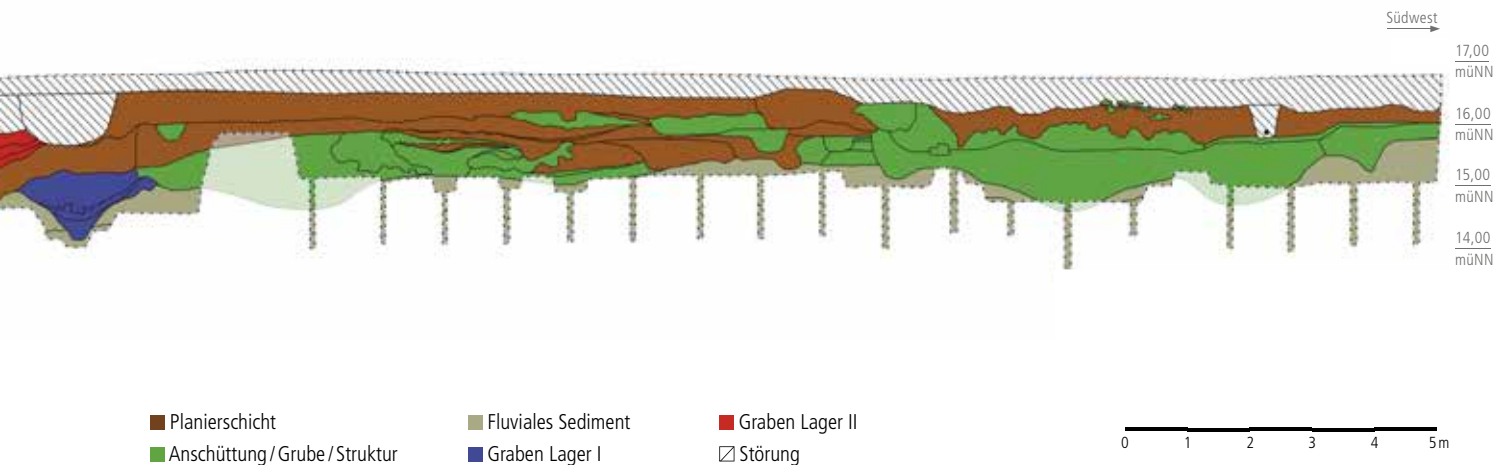 Südwest
17,00
müNN
16,00
müNN
15,00
müNN
14,00
müNN
Planierschicht
Fluviales Sediment
Graben Lager II
Anschüttung / Grube / Struktur
Graben Lager I
Störung
0 1 2 3 4 5 m